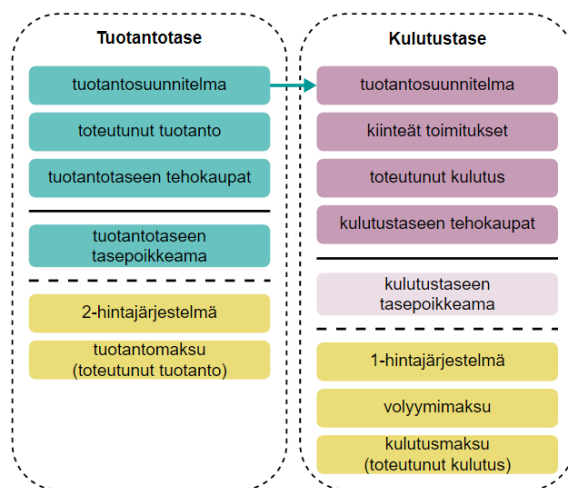 Tuotantotase
tuotantosuunnitelma
toteutunut tuotanto
tuotantotaseen tehokaupat
tuotantotaseen
tasepoikkeama
2-hintajärjestelmä
tuotantomaksu
(toteutunut tuotanto)
Kulutustase
tuotantosuunnitelma
kiinteät toimitukset
toteutunut kulutus
kulutustaseen tehokaupat
kulutustaseen
tasepoikkeama
1-hintajärjestelmä
volyymimaksu
kulutusmaksu
(toteutunut kulutus)